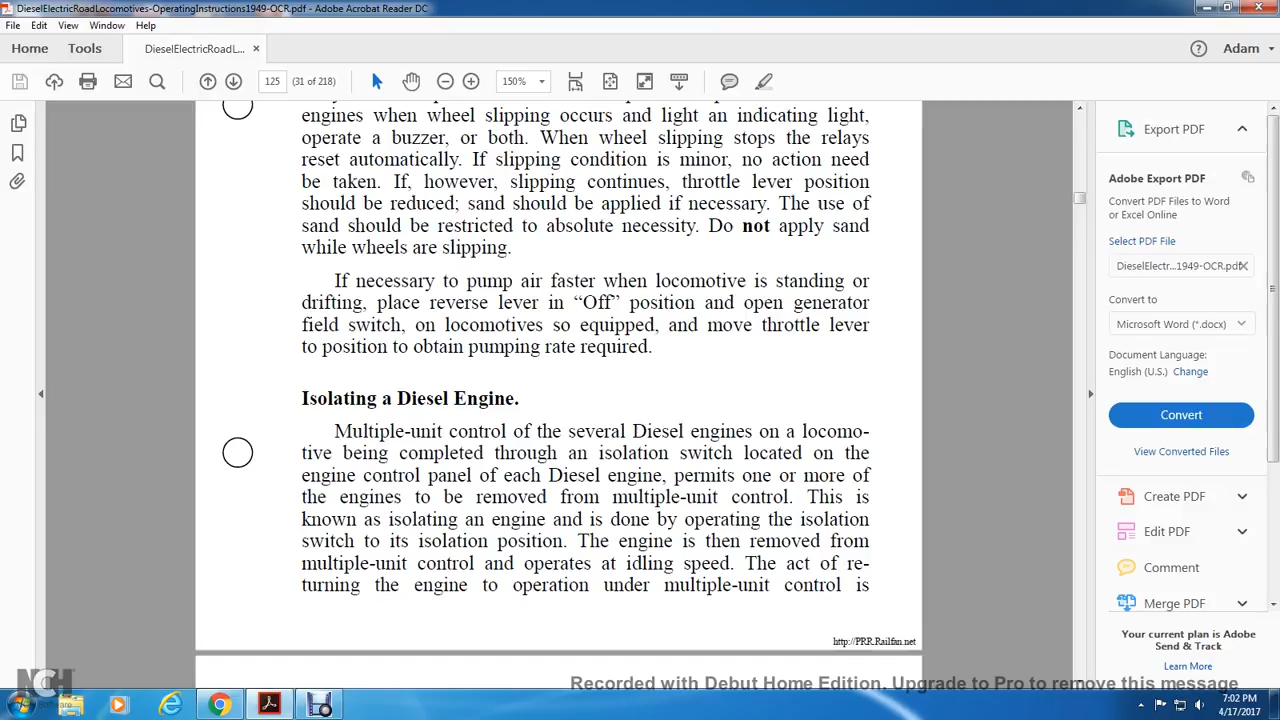 DieselElectricRoadLocomotives-OperatingInstructions1949-OCR.pdf - Adobe Acrobat Reader DC
File Edit View Window Help
Home Tools DieselElectricRoadL... × Adam
125 (31 of 218) 150%
engines when wheel slipping occurs and light an indicating light,
operate a buzzer, or both. When wheel slipping stops the relays
reset automatically. If slipping condition is minor, no action need
be taken. If, however, slipping continues, throttle lever position
should be reduced; sand should be applied if necessary. The use of
sand should be restricted to absolute necessity. Do not apply sand
while wheels are slipping.
If necessary to pump air faster when locomotive is standing or
drifting, place reverse lever in “Off” position and open generator
field switch, on locomotives so equipped, and move throttle lever
to position to obtain pumping rate required.
Isolating a Diesel Engine.
Multiple-unit control of the several Diesel engines on a locomo-
tive being completed through an isolation switch located on the
engine control panel of each Diesel engine, permits one or more of
the engines to be removed from multiple-unit control. This is
known as isolating an engine and is done by operating the isolation
switch to its isolation position. The engine is then removed from
multiple-unit control and operates at idling speed. The act of re-
turning the engine to operation under multiple-unit control is
http://PRR.Railfan.net
Export PDF
Adobe Export PDF
Convert PDF Files to Word
or Excel Online
Select PDF File
DieselElectr...1949-OCR.pdf
Convert to
Microsoft Word (*.docx)
Document Language:
English (U.S.) Change
Convert
View Converted Files
Create PDF
Edit PDF
Comment
Merge PDF
Your current plan is Adobe
Send & Track
Learn More
NCH
Software
Recorded with Debut Home Edition. Upgrade to Pro to remove this message
7:02 PM
4/17/2017